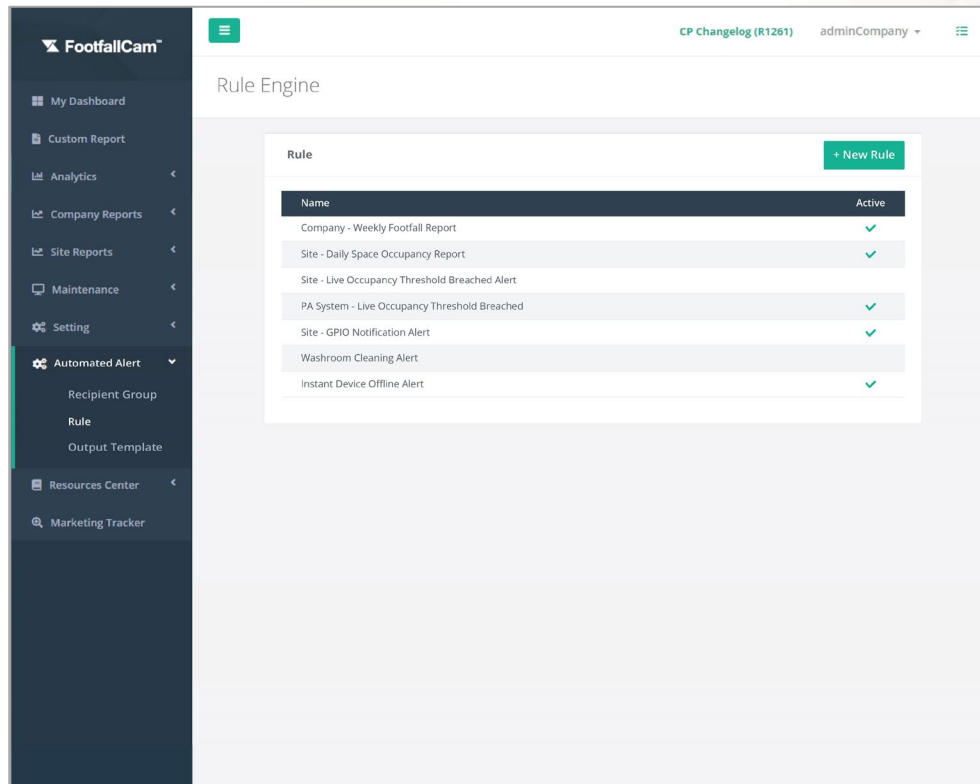 FootfallCam™
CP Changelog (R1261)
adminCompany
Rule Engine
My Dashboard
Custom Report
Analytics
Company Reports
Site Reports
Maintenance
Setting
Automated Alert
Recipient Group
Rule
Output Template
Resources Center
Marketing Tracker
Rule
+ New Rule
Name Active
Company - Weekly Footfall Report
Site - Daily Space Occupancy Report
Site - Live Occupancy Threshold Breached Alert
PA System - Live Occupancy Threshold Breached
Site - GPIO Notification Alert
Washroom Cleaning Alert
Instant Device Offline Alert